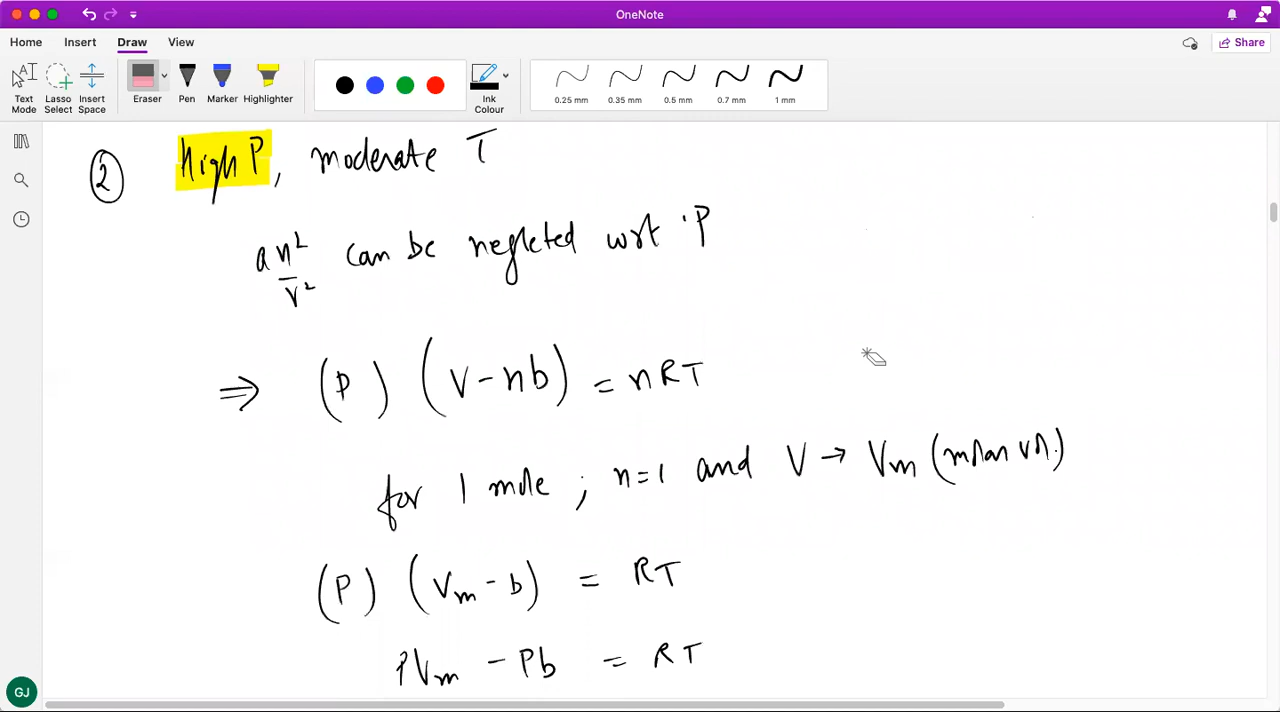 OneNote
Home Insert Draw View
Share
Text Mode
Lasso Select
Insert Space
Eraser
Pen
Marker
Highlighter
Ink Colour
0.25 mm
0.35 mm
0.5 mm
0.7 mm
1 mm
② High P, moderate T
an²/V² can be negleted wrt P
⇒ (P) (V-nb) = nRT
for 1 mole ; n=1 and V → Vm (molar vol.)
(P) (Vm - b) = RT
PVm - Pb = RT
GJ